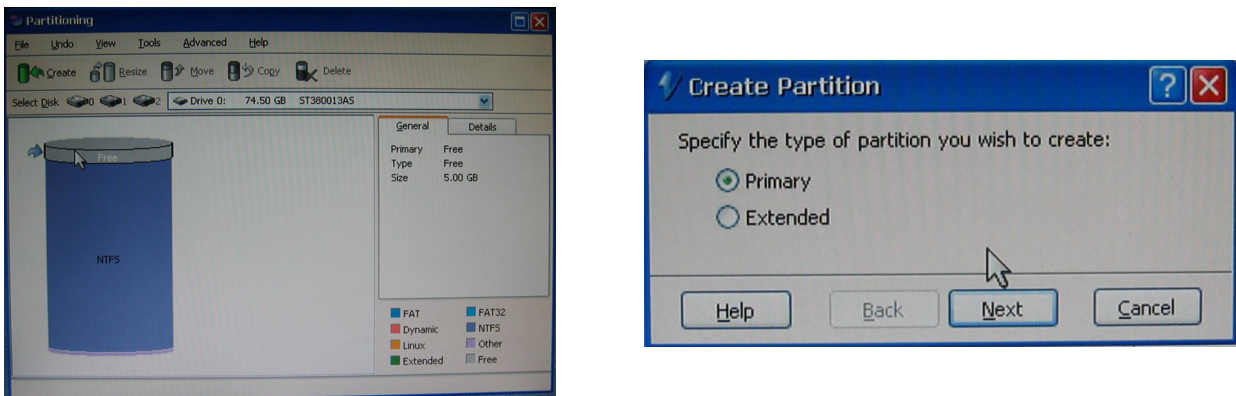 Partitioning
File Undo View Tools Advanced Help
Create Resize Move Copy Delete
Select Disk 0 1 2 Drive 0: 74.50 GB ST380013AS
General Details
Primary Free
Type Free
Size 5.00 GB
Free
NTFS
FAT FAT32
Dynamic NTFS
Linux Other
Extended Free
Create Partition
Specify the type of partition you wish to create:
Primary
Extended
Help Back Next Cancel